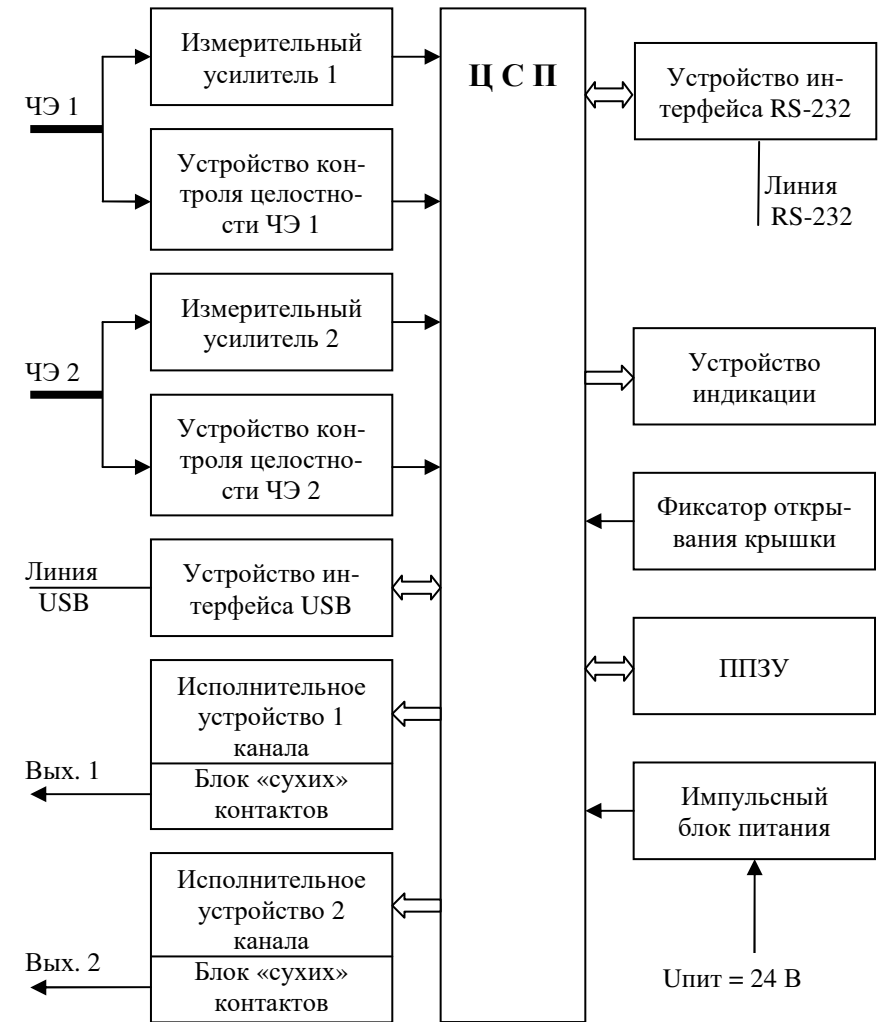 Измерительный
усилитель 1
ЧЭ 1
Устройство кон-
троля целостно-
сти ЧЭ 1
Измерительный
усилитель 2
ЧЭ 2
Устройство кон-
троля целостно-
сти ЧЭ 2
Линия
USB
Устройство ин-
терфейса USB
Исполнительное
устройство 1
канала
Вых. 1
Блок «сухих»
контактов
Исполнительное
устройство 2
канала
Вых. 2
Блок «сухих»
контактов
Ц С П
Устройство ин-
терфейса RS-232
Линия
RS-232
Устройство
индикации
Фиксатор откры-
вания крышки
ППЗУ
Импульсный
блок питания
Uпит = 24 В